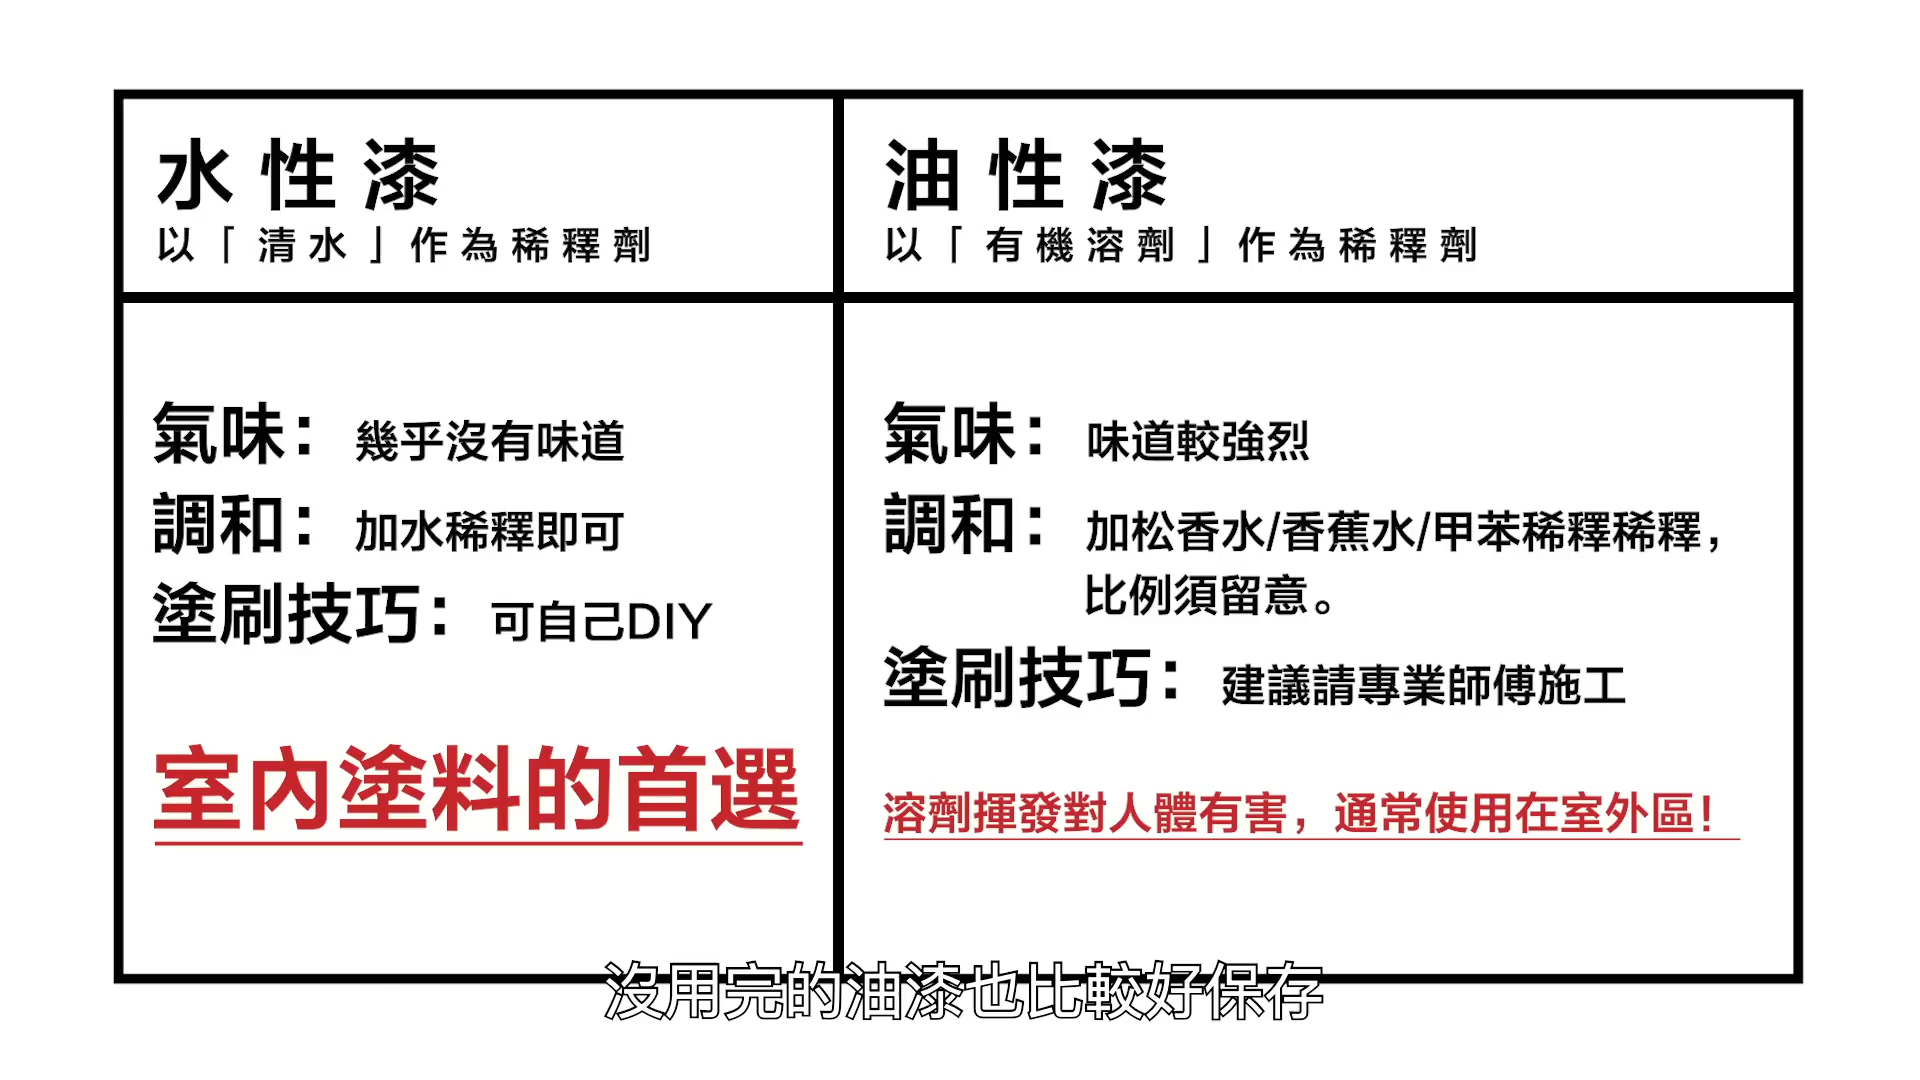 水性漆
以「清水」作為稀釋劑
氣味：幾乎沒有味道
調和：加水稀釋即可
塗刷技巧：可自己DIY
室內塗料的首選
油性漆
以「有機溶劑」作為稀釋劑
氣味：味道較強烈
調和：加松香水/香蕉水/甲苯稀釋稀釋，
比例須留意。
塗刷技巧：建議請專業師傅施工
溶劑揮發對人體有害，通常使用在室外區！
沒用完的油漆也比較好保存